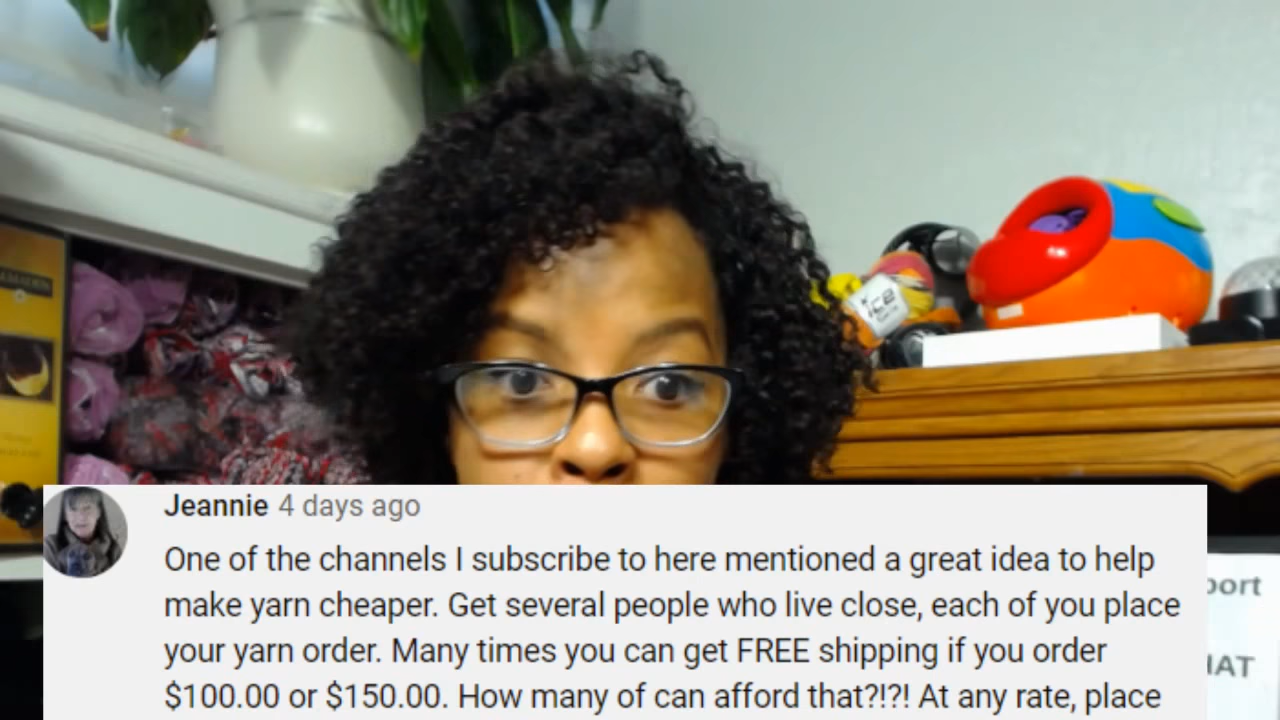 ice
Jeannie 4 days ago
One of the channels I subscribe to here mentioned a great idea to help
make yarn cheaper. Get several people who live close, each of you place
your yarn order. Many times you can get FREE shipping if you order
$100.00 or $150.00. How many of can afford that?!?! At any rate, place
port
HAT